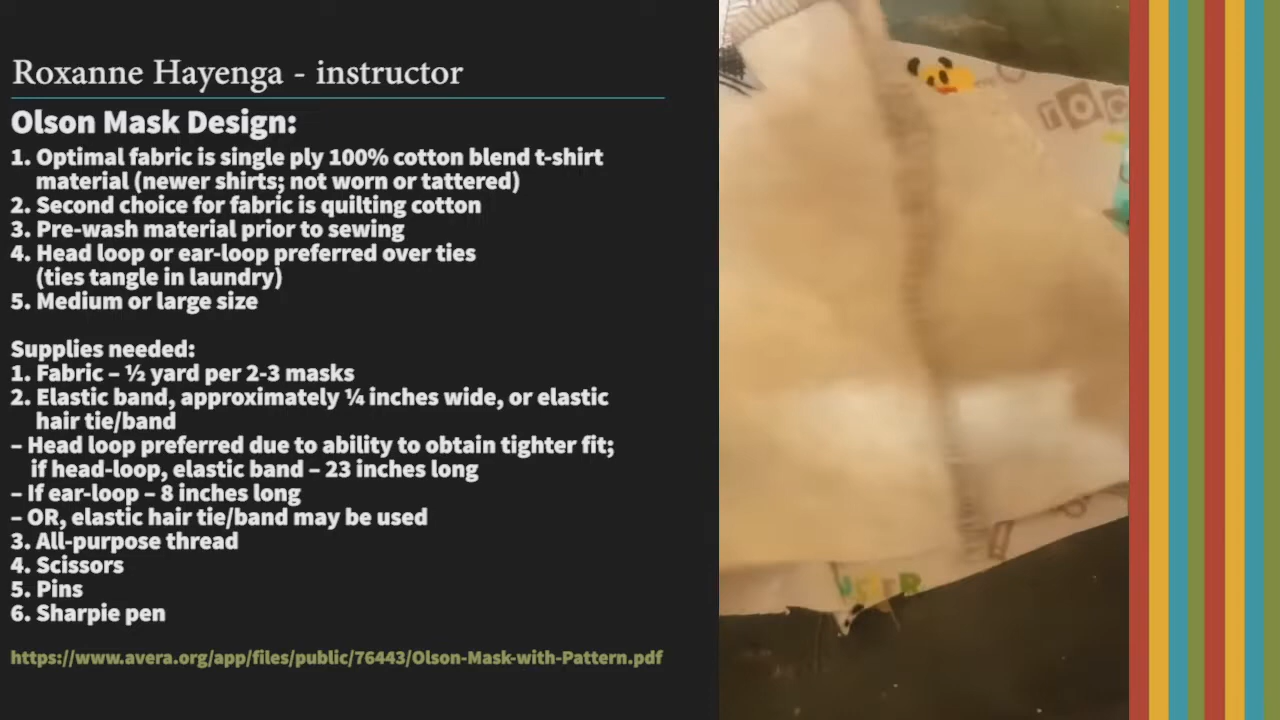 Roxanne Hayenga - instructor
Olson Mask Design:
1. Optimal fabric is single ply 100% cotton blend t-shirt
material (newer shirts; not worn or tattered)
2. Second choice for fabric is quilting cotton
3. Pre-wash material prior to sewing
4. Head loop or ear-loop preferred over ties
(ties tangle in laundry)
5. Medium or large size
Supplies needed:
1. Fabric – ½ yard per 2-3 masks
2. Elastic band, approximately ¼ inches wide, or elastic
hair tie/band
– Head loop preferred due to ability to obtain tighter fit;
if head-loop, elastic band – 23 inches long
– If ear-loop – 8 inches long
– OR, elastic hair tie/band may be used
3. All-purpose thread
4. Scissors
5. Pins
6. Sharpie pen
https://www.avera.org/app/files/public/76443/Olson-Mask-with-Pattern.pdf